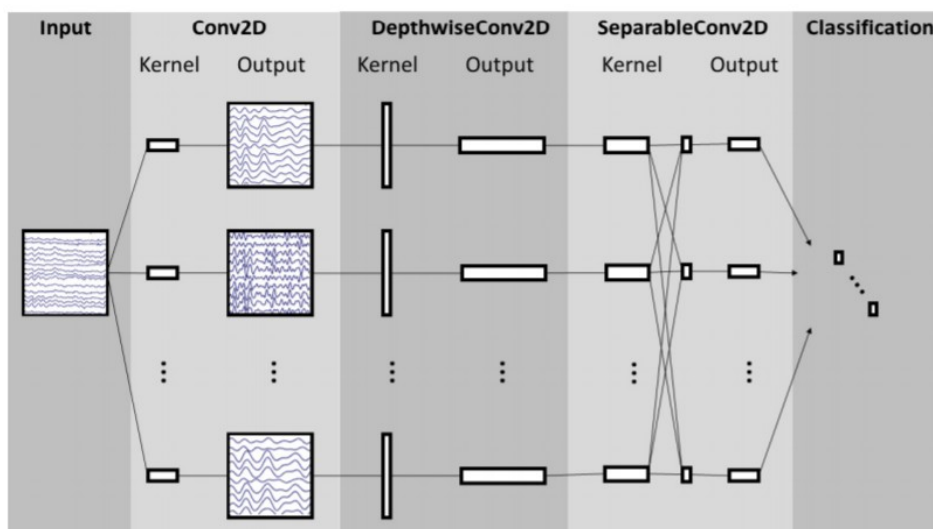 Input Conv2D DepthwiseConv2D SeparableConv2D Classification
Kernel Output Kernel Output Kernel Output